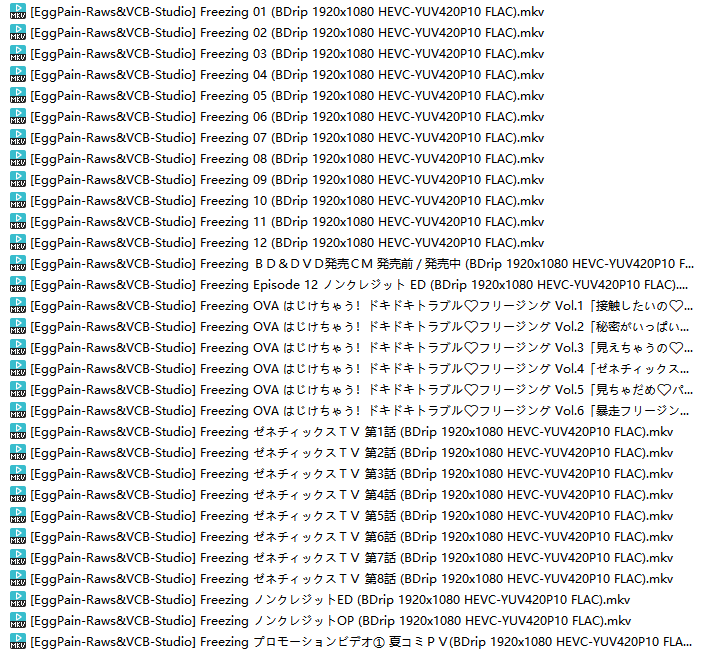 [EggPain-Raws&VCB-Studio] Freezing 01 (BDrip 1920x1080 HEVC-YUV420P10 FLAC).mkv
[EggPain-Raws&VCB-Studio] Freezing 02 (BDrip 1920x1080 HEVC-YUV420P10 FLAC).mkv
[EggPain-Raws&VCB-Studio] Freezing 03 (BDrip 1920x1080 HEVC-YUV420P10 FLAC).mkv
[EggPain-Raws&VCB-Studio] Freezing 04 (BDrip 1920x1080 HEVC-YUV420P10 FLAC).mkv
[EggPain-Raws&VCB-Studio] Freezing 05 (BDrip 1920x1080 HEVC-YUV420P10 FLAC).mkv
[EggPain-Raws&VCB-Studio] Freezing 06 (BDrip 1920x1080 HEVC-YUV420P10 FLAC).mkv
[EggPain-Raws&VCB-Studio] Freezing 07 (BDrip 1920x1080 HEVC-YUV420P10 FLAC).mkv
[EggPain-Raws&VCB-Studio] Freezing 08 (BDrip 1920x1080 HEVC-YUV420P10 FLAC).mkv
[EggPain-Raws&VCB-Studio] Freezing 09 (BDrip 1920x1080 HEVC-YUV420P10 FLAC).mkv
[EggPain-Raws&VCB-Studio] Freezing 10 (BDrip 1920x1080 HEVC-YUV420P10 FLAC).mkv
[EggPain-Raws&VCB-Studio] Freezing 11 (BDrip 1920x1080 HEVC-YUV420P10 FLAC).mkv
[EggPain-Raws&VCB-Studio] Freezing 12 (BDrip 1920x1080 HEVC-YUV420P10 FLAC).mkv
[EggPain-Raws&VCB-Studio] Freezing ＢＤ＆ＤＶＤ発売ＣＭ 発売前 / 発売中 (BDrip 1920x1080 HEVC-YUV420P10 F...
[EggPain-Raws&VCB-Studio] Freezing Episode 12 ノンクレジット ED (BDrip 1920x1080 HEVC-YUV420P10 FLAC)....
[EggPain-Raws&VCB-Studio] Freezing OVA はじけちゃう！ドキドキトラブル♡フリージング Vol.1「接触したいの♡...
[EggPain-Raws&VCB-Studio] Freezing OVA はじけちゃう！ドキドキトラブル♡フリージング Vol.2「秘密がいっぱい...
[EggPain-Raws&VCB-Studio] Freezing OVA はじけちゃう！ドキドキトラブル♡フリージング Vol.3「見えちゃうの♡...
[EggPain-Raws&VCB-Studio] Freezing OVA はじけちゃう！ドキドキトラブル♡フリージング Vol.4「ゼネチィックス...
[EggPain-Raws&VCB-Studio] Freezing OVA はじけちゃう！ドキドキトラブル♡フリージング Vol.5「見ちゃだめ♡パ...
[EggPain-Raws&VCB-Studio] Freezing OVA はじけちゃう！ドキドキトラブル♡フリージング Vol.6「暴走フリージン...
[EggPain-Raws&VCB-Studio] Freezing ゼネチィックスＴＶ 第1話 (BDrip 1920x1080 HEVC-YUV420P10 FLAC).mkv
[EggPain-Raws&VCB-Studio] Freezing ゼネチィックスＴＶ 第2話 (BDrip 1920x1080 HEVC-YUV420P10 FLAC).mkv
[EggPain-Raws&VCB-Studio] Freezing ゼネチィックスＴＶ 第3話 (BDrip 1920x1080 HEVC-YUV420P10 FLAC).mkv
[EggPain-Raws&VCB-Studio] Freezing ゼネチィックスＴＶ 第4話 (BDrip 1920x1080 HEVC-YUV420P10 FLAC).mkv
[EggPain-Raws&VCB-Studio] Freezing ゼネチィックスＴＶ 第5話 (BDrip 1920x1080 HEVC-YUV420P10 FLAC).mkv
[EggPain-Raws&VCB-Studio] Freezing ゼネチィックスＴＶ 第6話 (BDrip 1920x1080 HEVC-YUV420P10 FLAC).mkv
[EggPain-Raws&VCB-Studio] Freezing ゼネチィックスＴＶ 第7話 (BDrip 1920x1080 HEVC-YUV420P10 FLAC).mkv
[EggPain-Raws&VCB-Studio] Freezing ゼネチィックスＴＶ 第8話 (BDrip 1920x1080 HEVC-YUV420P10 FLAC).mkv
[EggPain-Raws&VCB-Studio] Freezing ノンクレジットED (BDrip 1920x1080 HEVC-YUV420P10 FLAC).mkv
[EggPain-Raws&VCB-Studio] Freezing ノンクレジットOP (BDrip 1920x1080 HEVC-YUV420P10 FLAC).mkv
[EggPain-Raws&VCB-Studio] Freezing プロモーションビデオ① 夏コミＰＶ(BDrip 1920x1080 HEVC-YUV420P10 FLA...